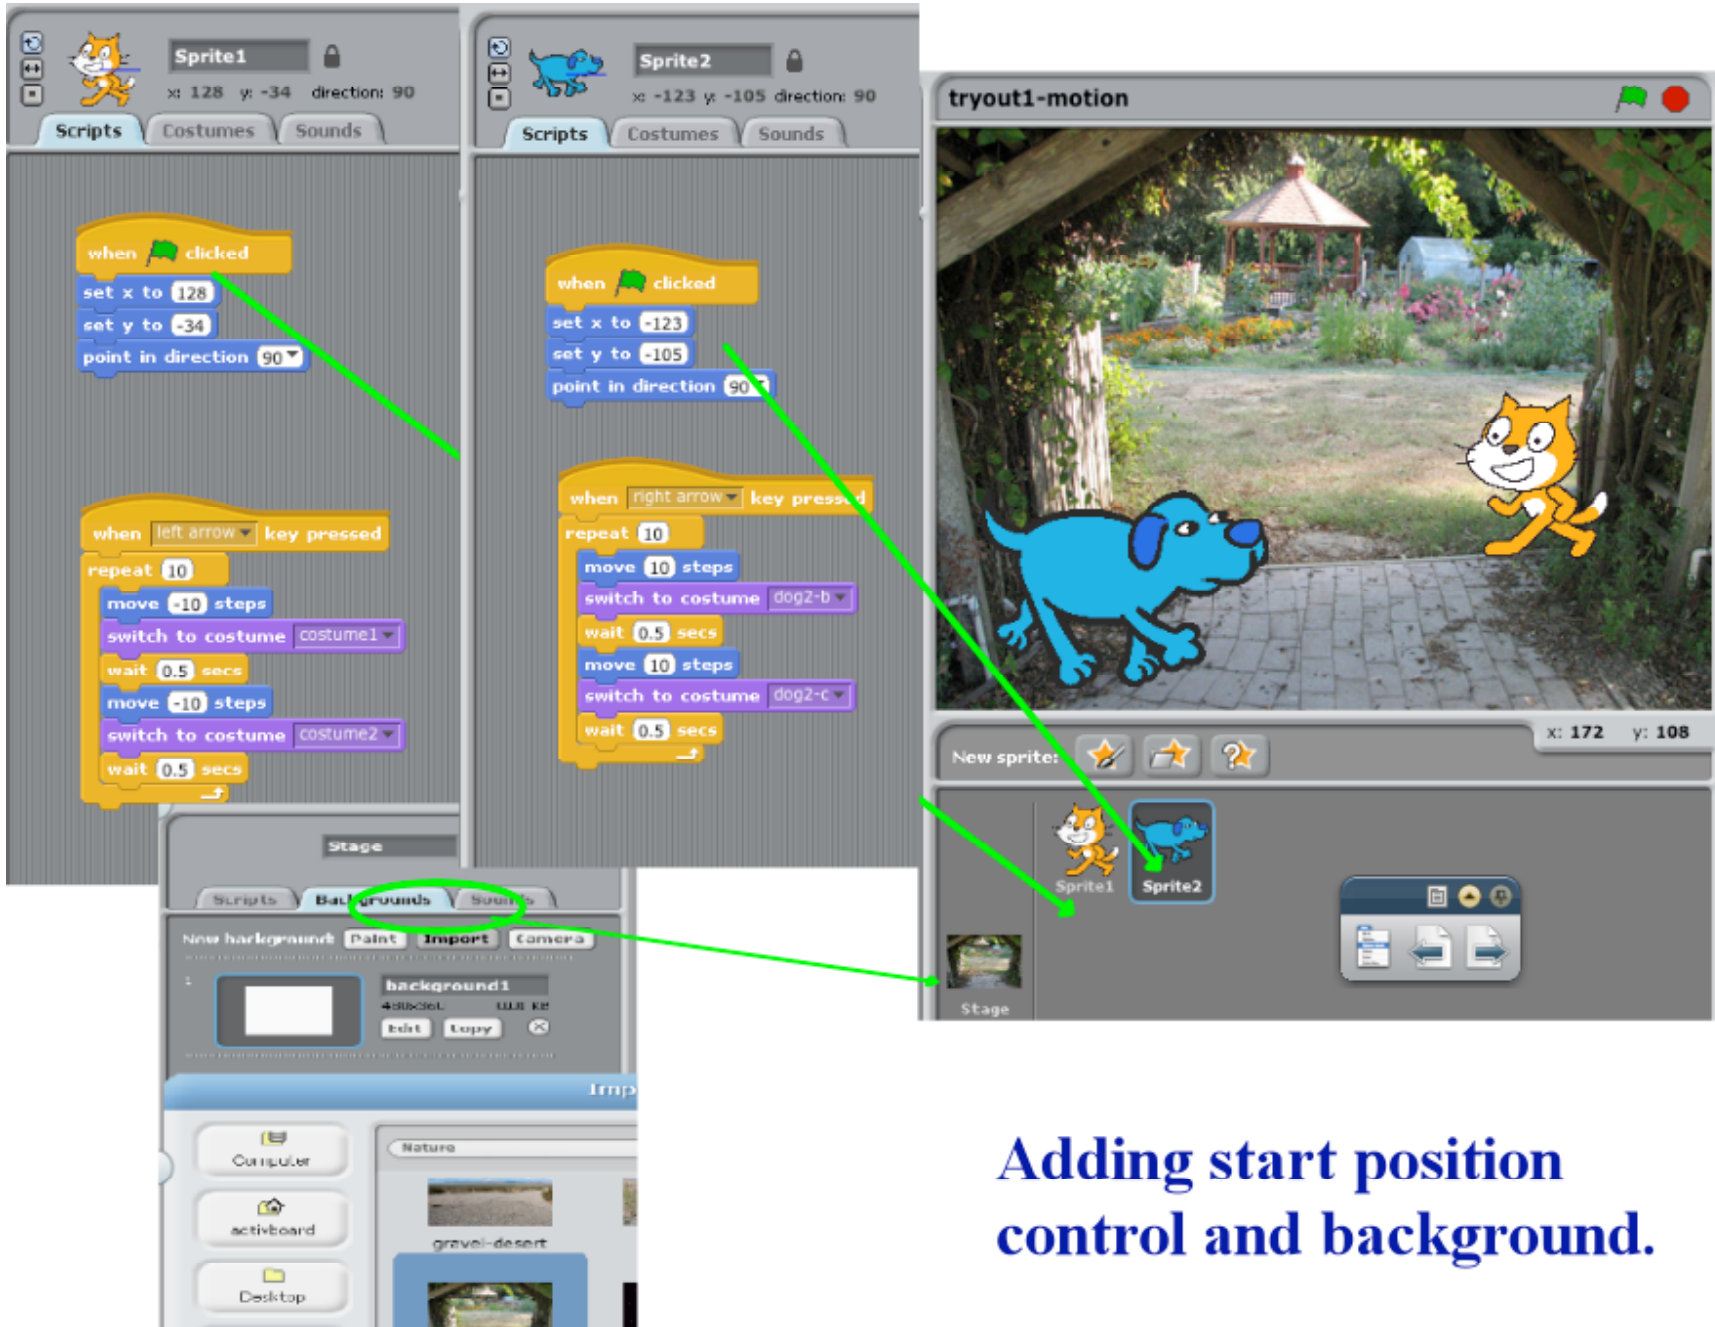 Sprite1
x: 128 y: -34 direction: 90
Scripts Costumes Sounds
when clicked
set x to 128
set y to -34
point in direction 90
when left arrow key pressed
repeat 10
move -10 steps
switch to costume costume1
wait 0.5 secs
move -10 steps
switch to costume costume2
wait 0.5 secs
Sprite2
x: -123 y: -105 direction: 90
Scripts Costumes Sounds
when clicked
set x to -123
set y to -105
point in direction 90
when right arrow key pressed
repeat 10
move 10 steps
switch to costume dog2-b
wait 0.5 secs
move 10 steps
switch to costume dog2-c
wait 0.5 secs
tryout1-motion
x: 172 y: 108
New sprite:
Sprite1
Sprite2
Stage
Stage
Scripts Backgrounds Sounds
New background: Paint Import Camera
1
background1
Edit Copy
Computer
activboard
Desktop
Nature
gravel-desert
Adding start position
control and background.